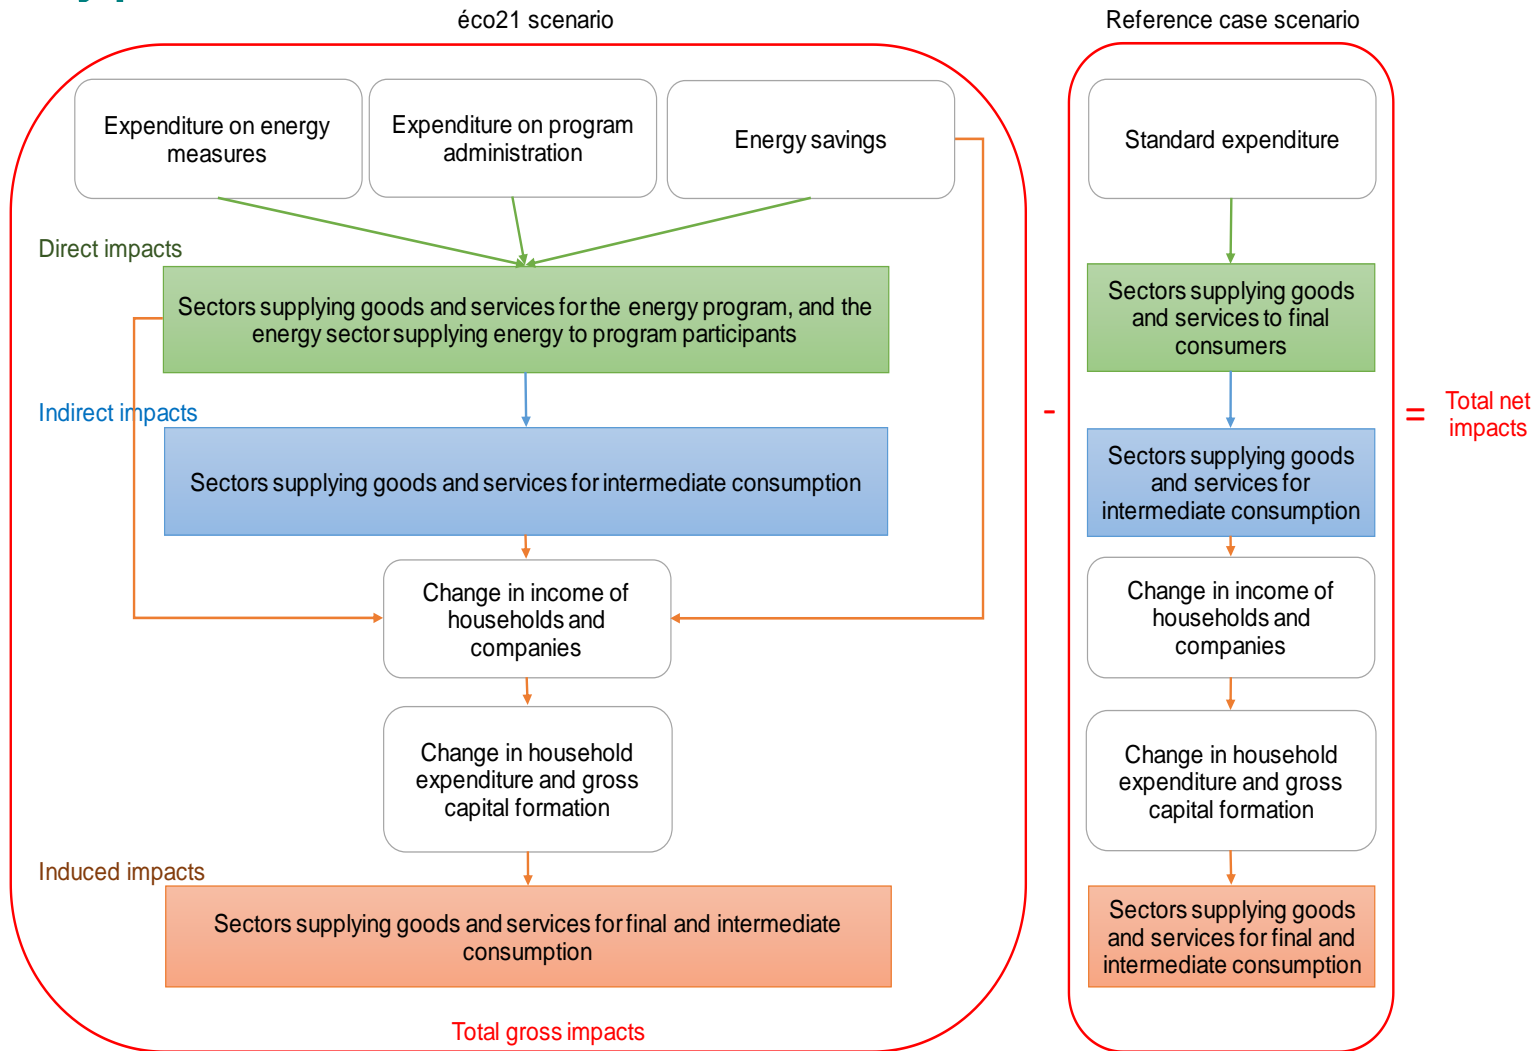 éco21 scenario
Reference case scenario
Expenditure on energy
measures
Expenditure on program
administration
Energy savings
Standard expenditure
Direct impacts
Sectors supplying goods and services for the energy program, and the
energy sector supplying energy to program participants
Sectors supplying goods
and services to final
consumers
Indirect impacts
Sectors supplying goods and services for intermediate consumption
Sectors supplying goods
and services for
intermediate consumption
-
=
Total net
impacts
Change in income of
households and
companies
Change in income of
households and
companies
Change in household
expenditure and gross
capital formation
Change in household
expenditure and gross
capital formation
Induced impacts
Sectors supplying goods and services for final and intermediate
consumption
Sectors supplying goods
and services for final and
intermediate consumption
Total gross impacts